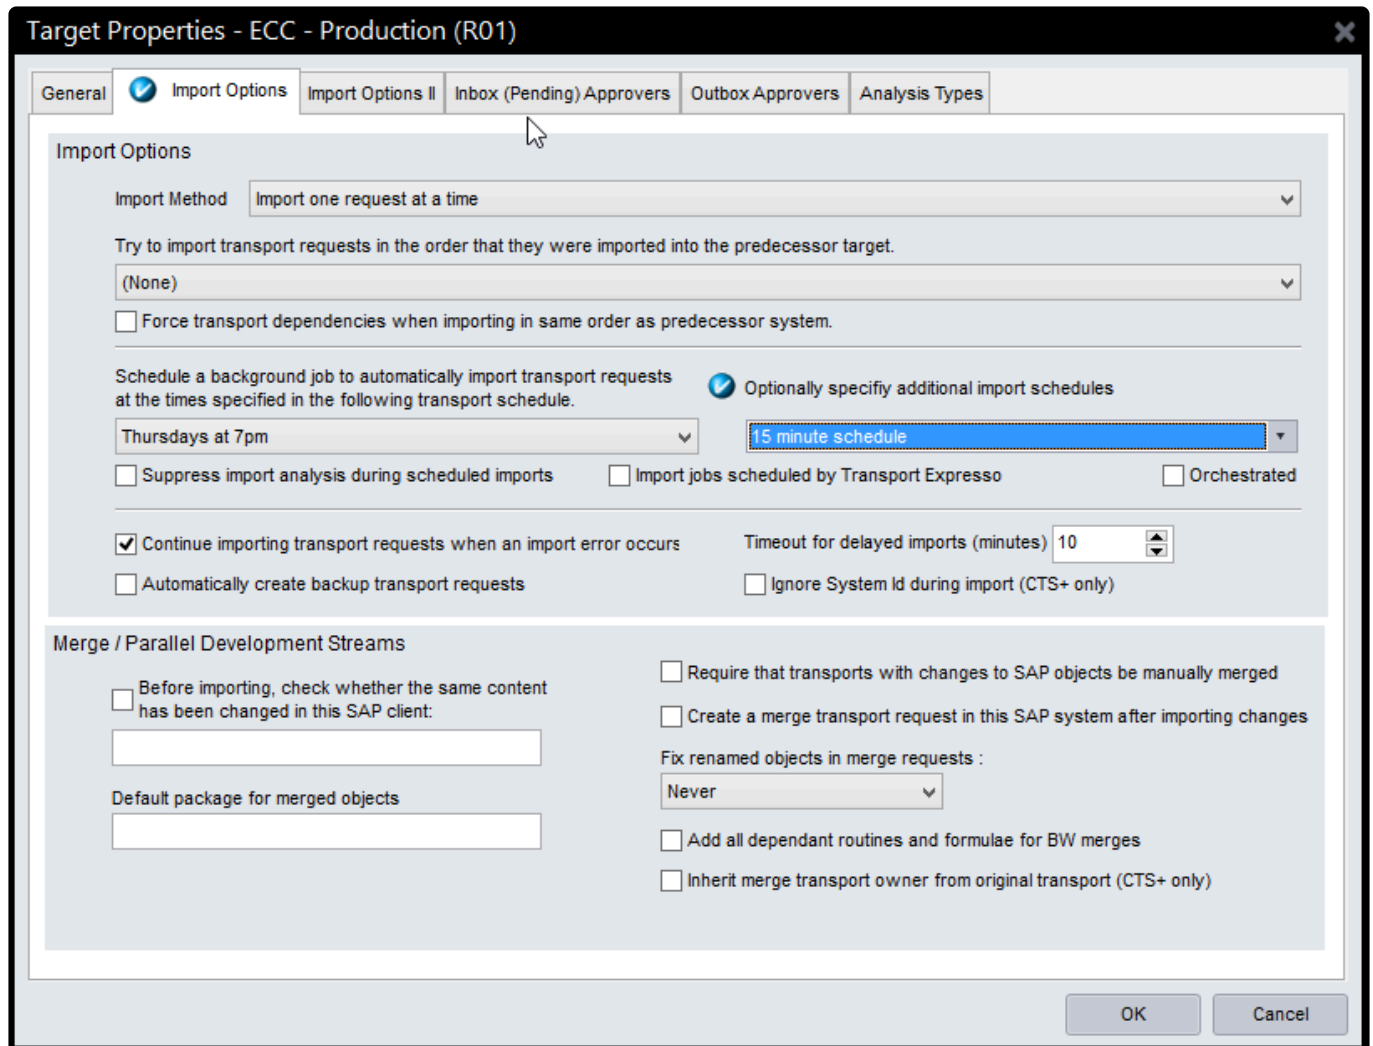 Target Properties - ECC - Production (R01)
General
Import Options
Import Options II
Inbox (Pending) Approvers
Outbox Approvers
Analysis Types
Import Options
Import Method
Import one request at a time
Try to import transport requests in the order that they were imported into the predecessor target.
(None)
Force transport dependencies when importing in same order as predecessor system.
Schedule a background job to automatically import transport requests
at the times specified in the following transport schedule.
Optionally specifiy additional import schedules
Thursdays at 7pm
15 minute schedule
Suppress import analysis during scheduled imports
Import jobs scheduled by Transport Expresso
Orchestrated
Continue importing transport requests when an import error occurs
Timeout for delayed imports (minutes)
10
Automatically create backup transport requests
Ignore System Id during import (CTS+ only)
Merge / Parallel Development Streams
Before importing, check whether the same content
has been changed in this SAP client:
Default package for merged objects
Require that transports with changes to SAP objects be manually merged
Create a merge transport request in this SAP system after importing changes
Fix renamed objects in merge requests :
Never
Add all dependant routines and formulae for BW merges
Inherit merge transport owner from original transport (CTS+ only)
OK
Cancel